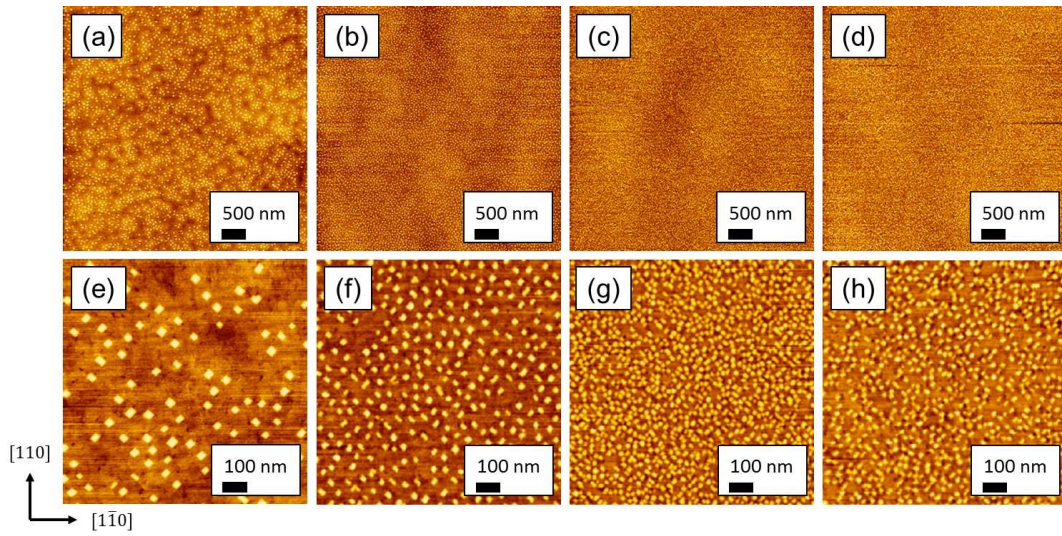 (a)
(b)
(c)
(d)
500 nm
500 nm
500 nm
500 nm
(e)
(f)
(g)
(h)
100 nm
100 nm
100 nm
100 nm
[110]
[11̄0]